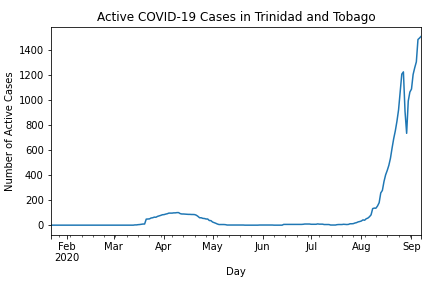 Active COVID-19 Cases in Trinidad and Tobago
Number of Active Cases
1400
1200
1000
800
600
400
200
0
Feb Mar Apr May Jun Jul Aug Sep
2020
Day